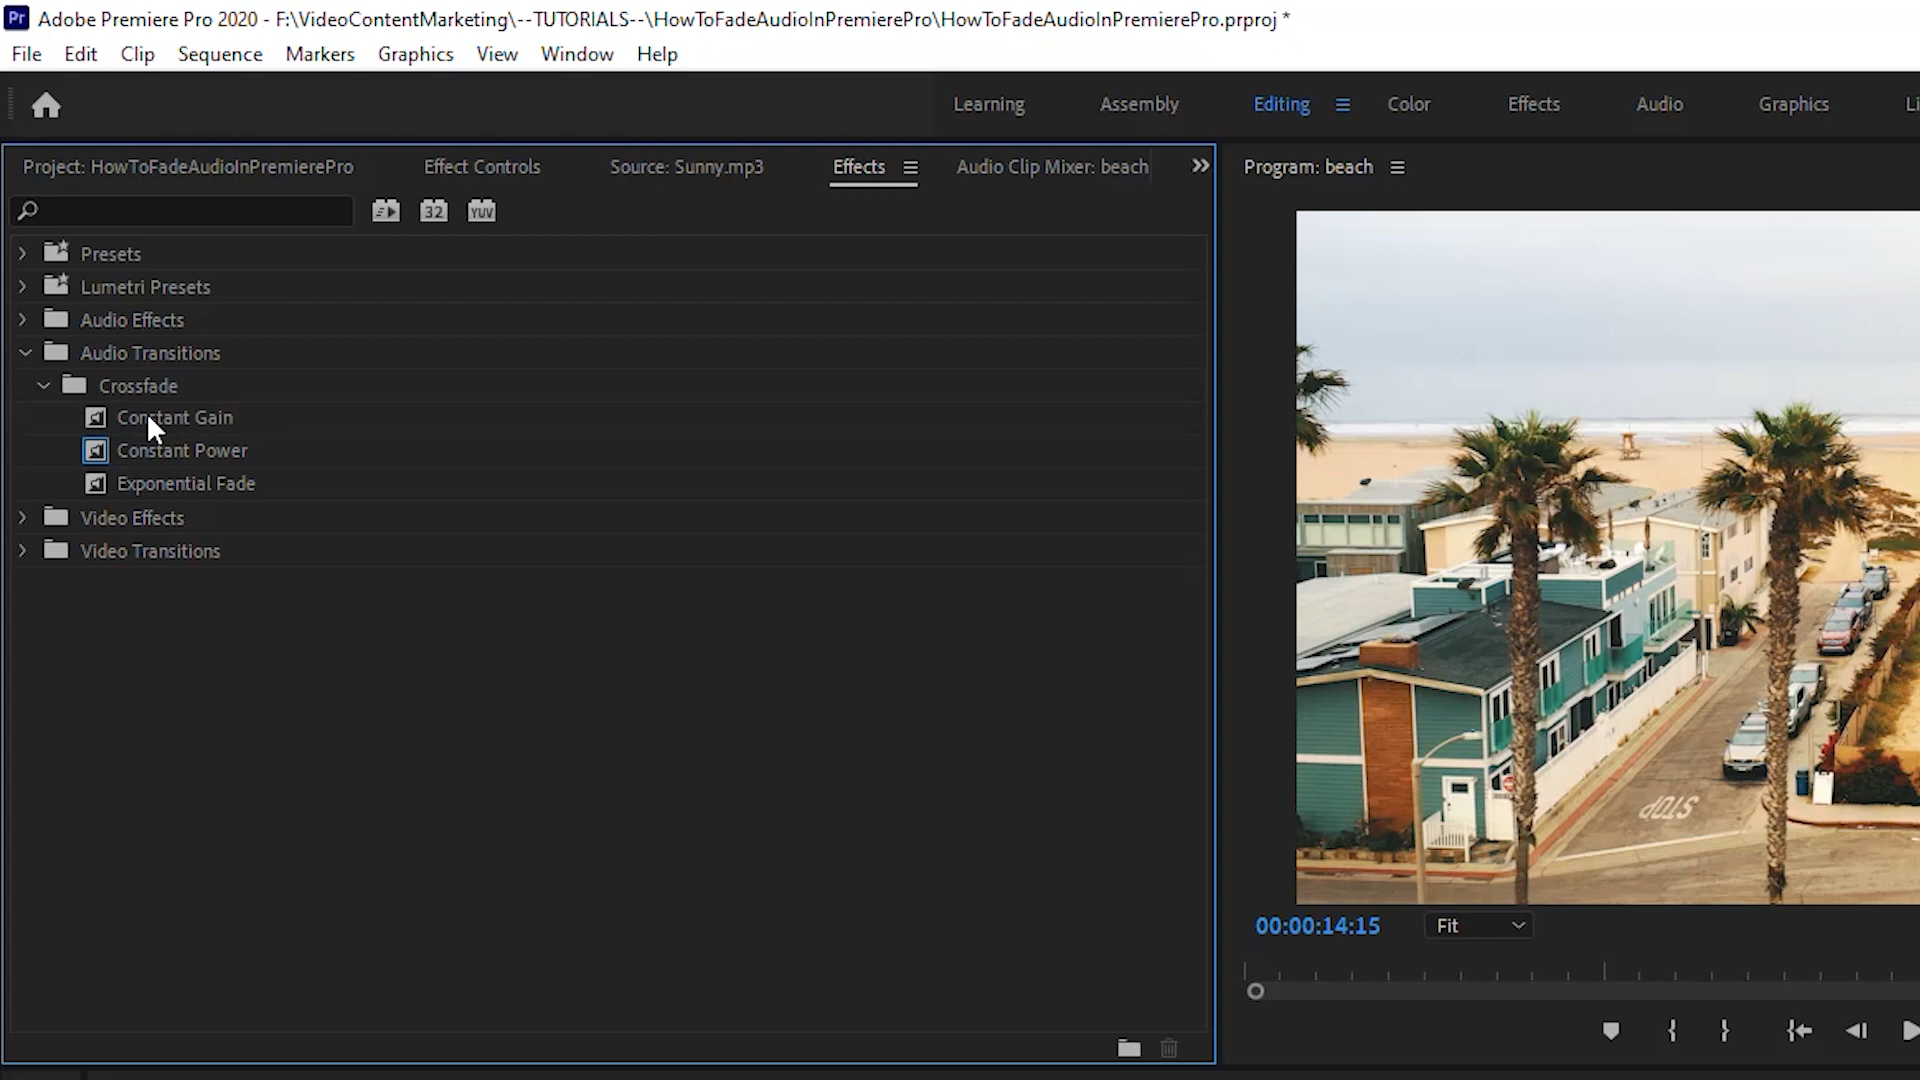 Pr Adobe Premiere Pro 2020 - F:\VideoContentMarketing\--TUTORIALS--\HowToFadeAudioInPremierePro\HowToFadeAudioInPremierePro.prproj *
File Edit Clip Sequence Markers Graphics View Window Help
Learning Assembly Editing Color Effects Audio Graphics Li
Project: HowToFadeAudioInPremierePro Effect Controls Source: Sunny.mp3 Effects Audio Clip Mixer: beach Program: beach
32 YUV
Presets
Lumetri Presets
Audio Effects
Audio Transitions
Crossfade
Constant Gain
Constant Power
Exponential Fade
Video Effects
Video Transitions
STOP
00:00:14:15 Fit